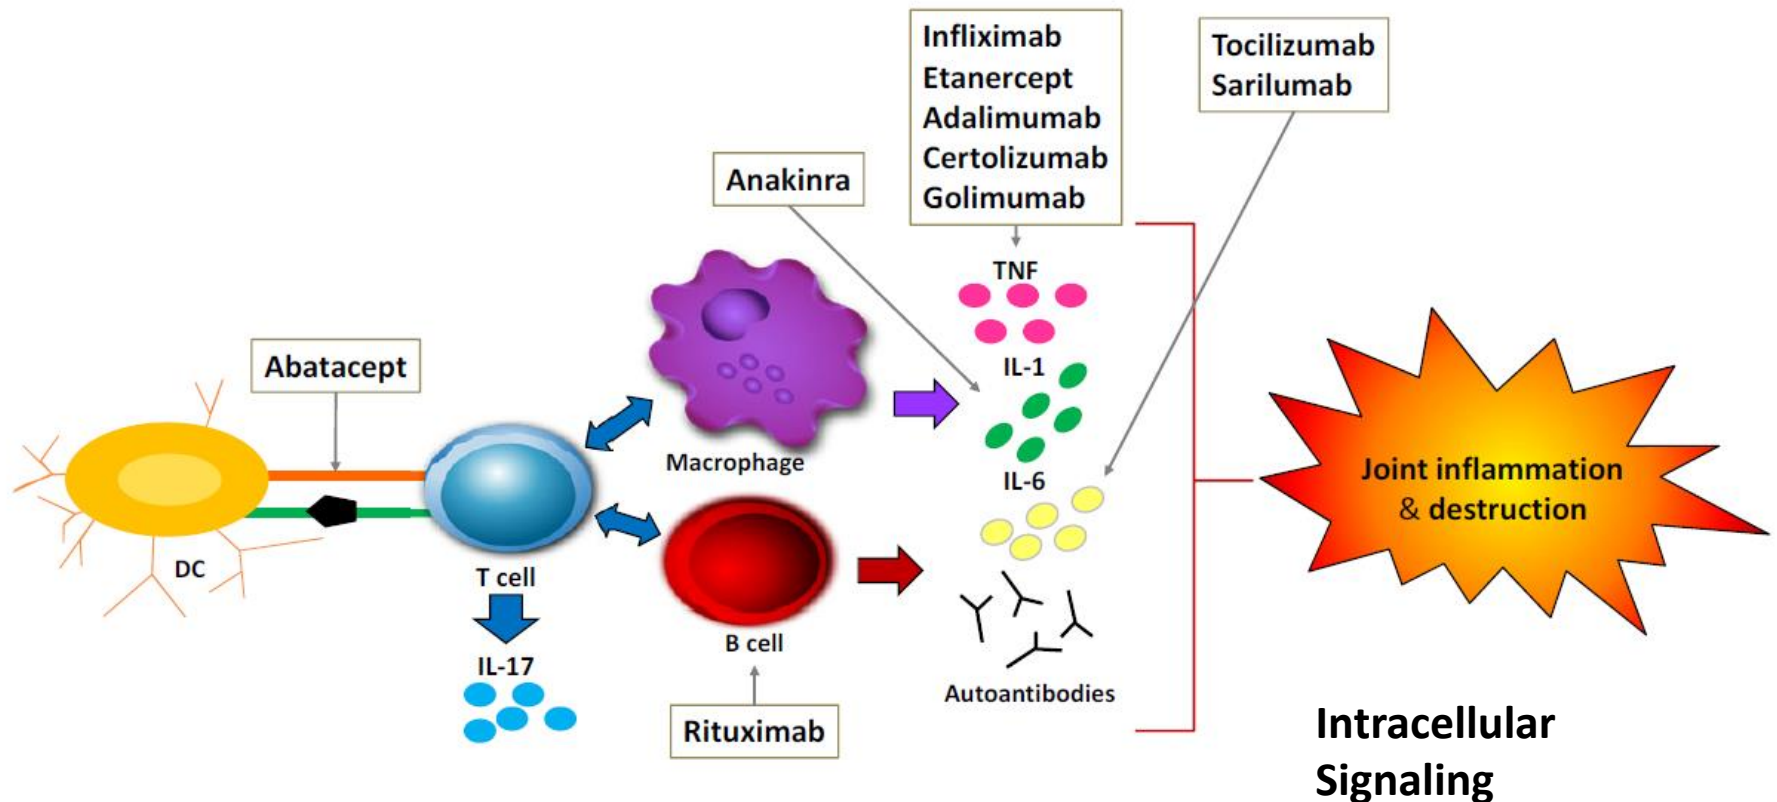 Infliximab
Etanercept
Adalimumab
Certolizumab
Golimumab
Tocilizumab
Sarilumab
Anakinra
TNF
Abatacept
IL-1
Macrophage
IL-6
Joint inflammation
& destruction
DC
T cell
B cell
IL-17
Autoantibodies
Rituximab
Intracellular
Signaling